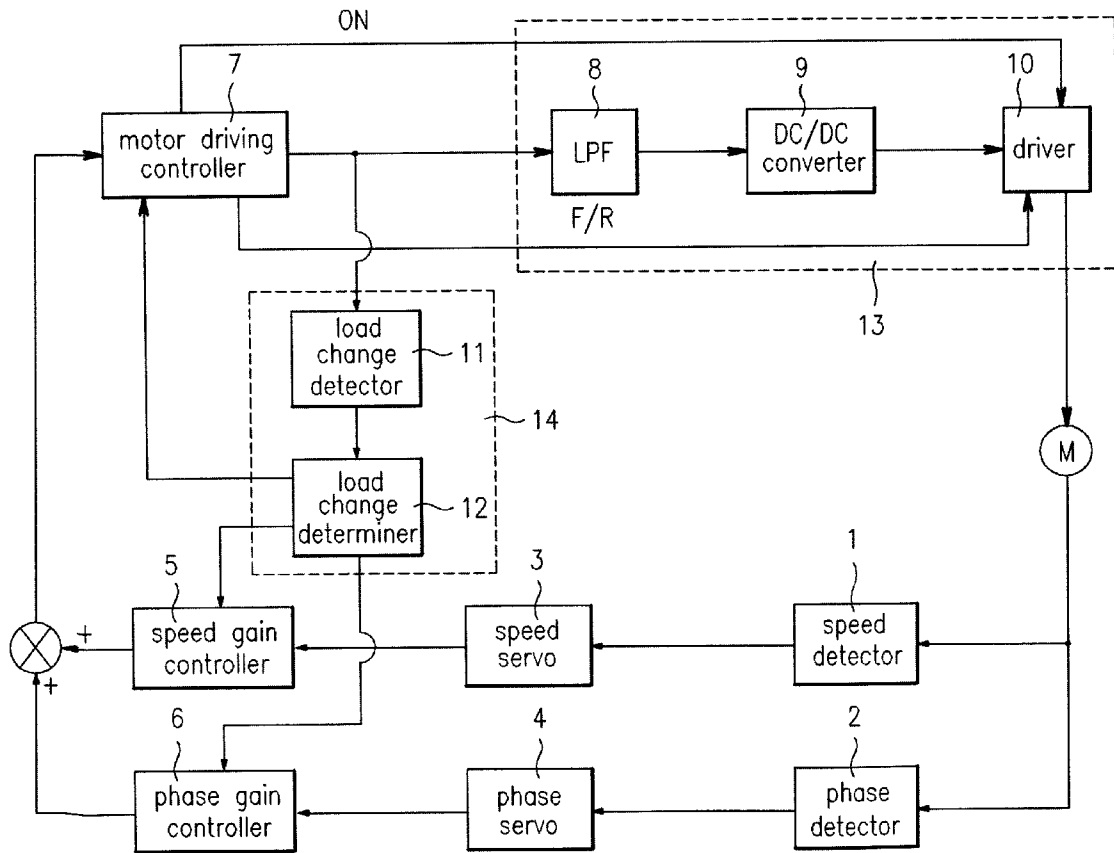 ON
7
motor driving
controller
8
LPF
F/R
9
DC/DC
converter
10
driver
13
load
change
detector
11
14
load
change
determiner
12
M
5
speed gain
controller
3
speed
servo
1
speed
detector
+
+
6
phase gain
controller
4
phase
servo
2
phase
detector